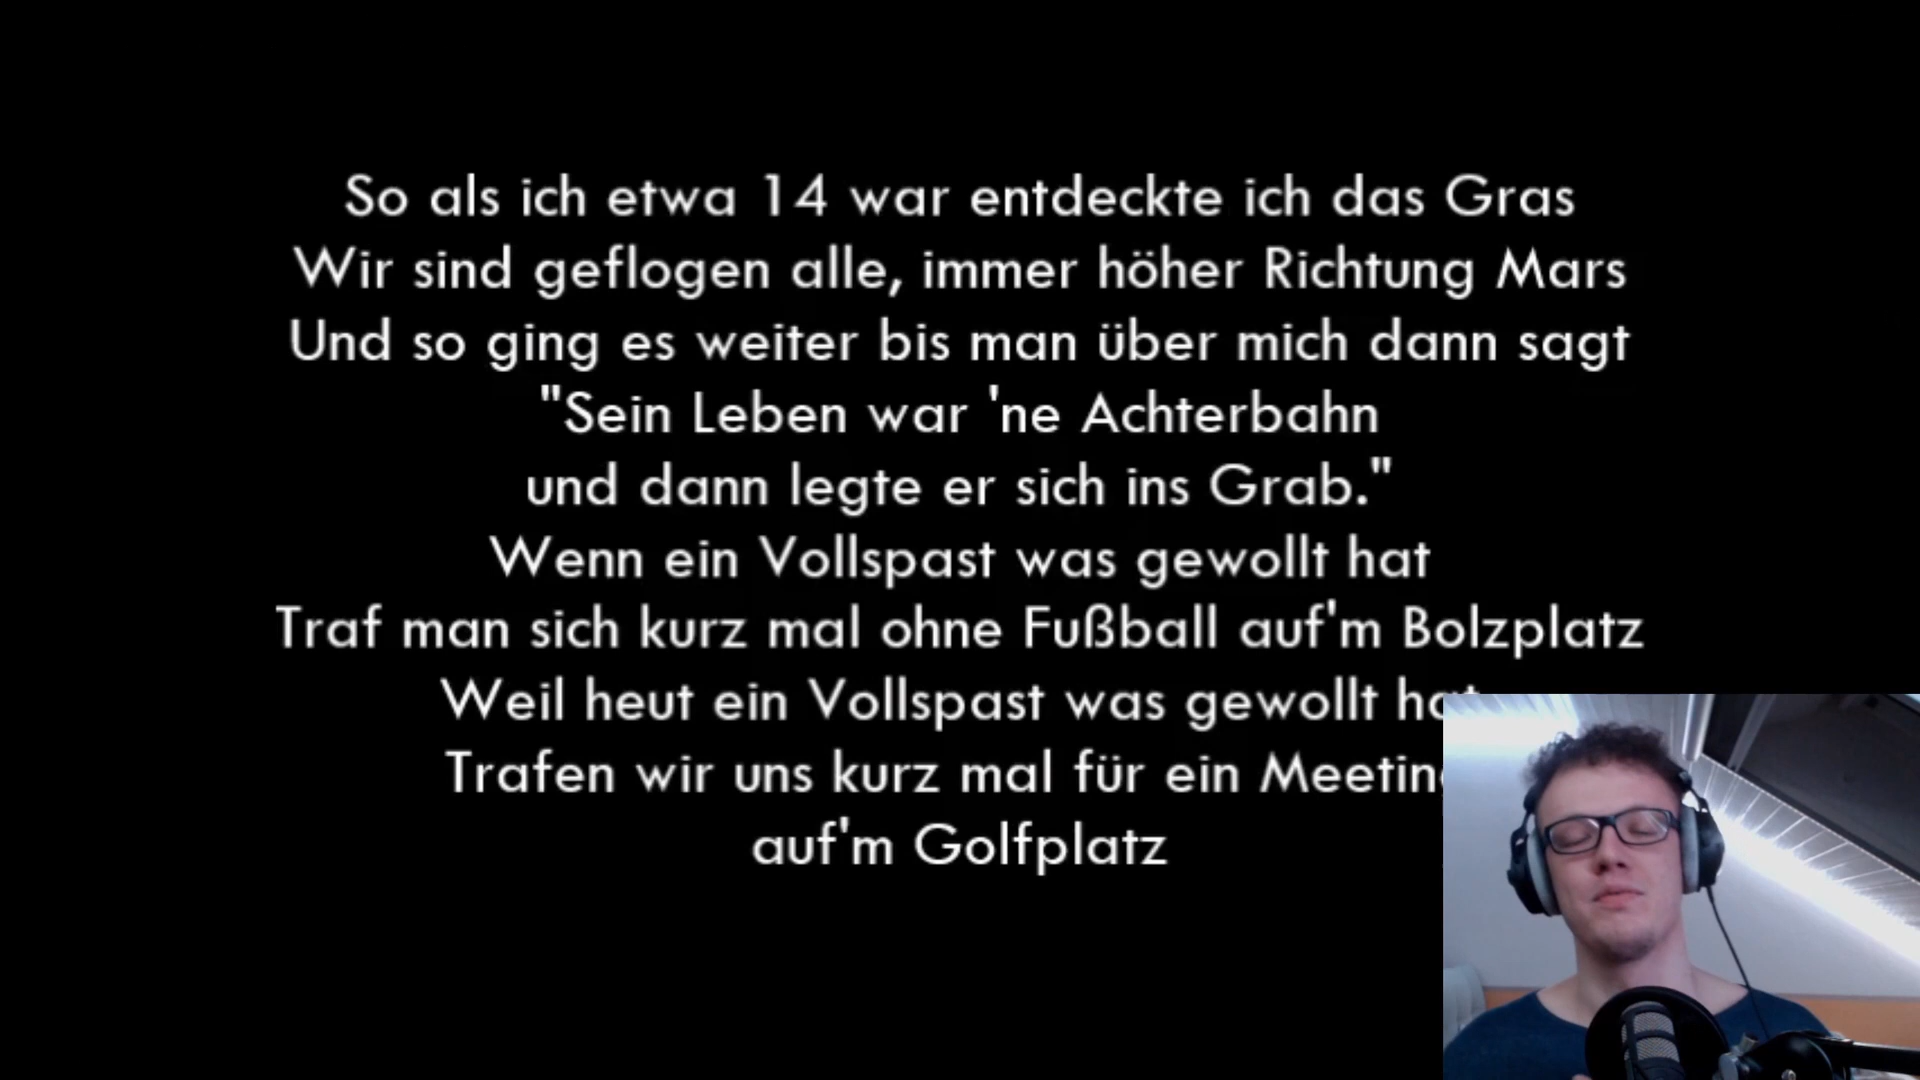 So als ich etwa 14 war entdeckte ich das Gras
Wir sind geflogen alle, immer höher Richtung Mars
Und so ging es weiter bis man über mich dann sagt
"Sein Leben war 'ne Achterbahn
und dann legte er sich ins Grab."
Wenn ein Vollspast was gewollt hat
Traf man sich kurz mal ohne Fußball auf'm Bolzplatz
Weil heut ein Vollspast was gewollt
Trafen wir uns kurz mal für ein
auf'm Golfplatz